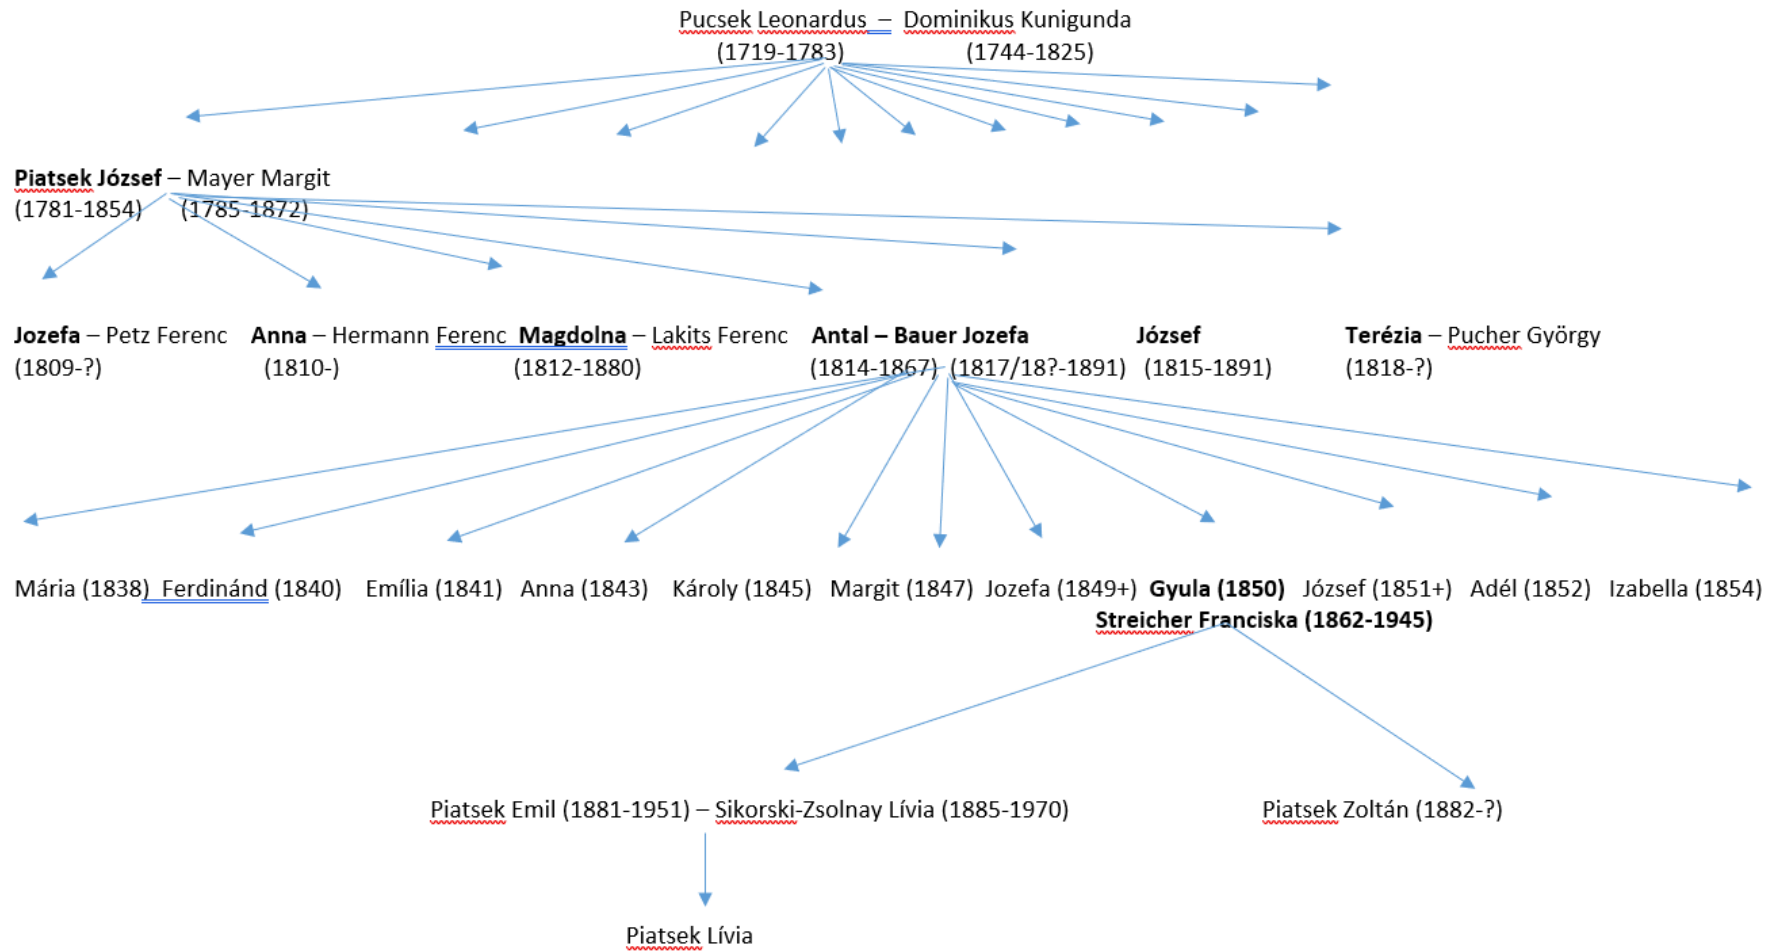 Pucsek Leonardus – Dominikus Kunigunda
(1719-1783) (1744-1825)
Piatsek József – Mayer Margit
(1781-1854) (1785-1872)
Jozefa – Petz Ferenc Anna – Hermann Ferenc Magdolna – Lakits Ferenc Antal – Bauer Jozefa József Terézia – Pucher György
(1809-?) (1810-) (1812-1880) (1814-1867) (1817/18?-1891) (1815-1891) (1818-?)
Mária (1838) Ferdinánd (1840) Emília (1841) Anna (1843) Károly (1845) Margit (1847) Jozefa (1849+) Gyula (1850) József (1851+) Adél (1852) Izabella (1854)
Streicher Franciska (1862-1945)
Piatsek Emil (1881-1951) – Sikorski-Zsolnay Lívia (1885-1970) Piatsek Zoltán (1882-?)
Piatsek Lívia